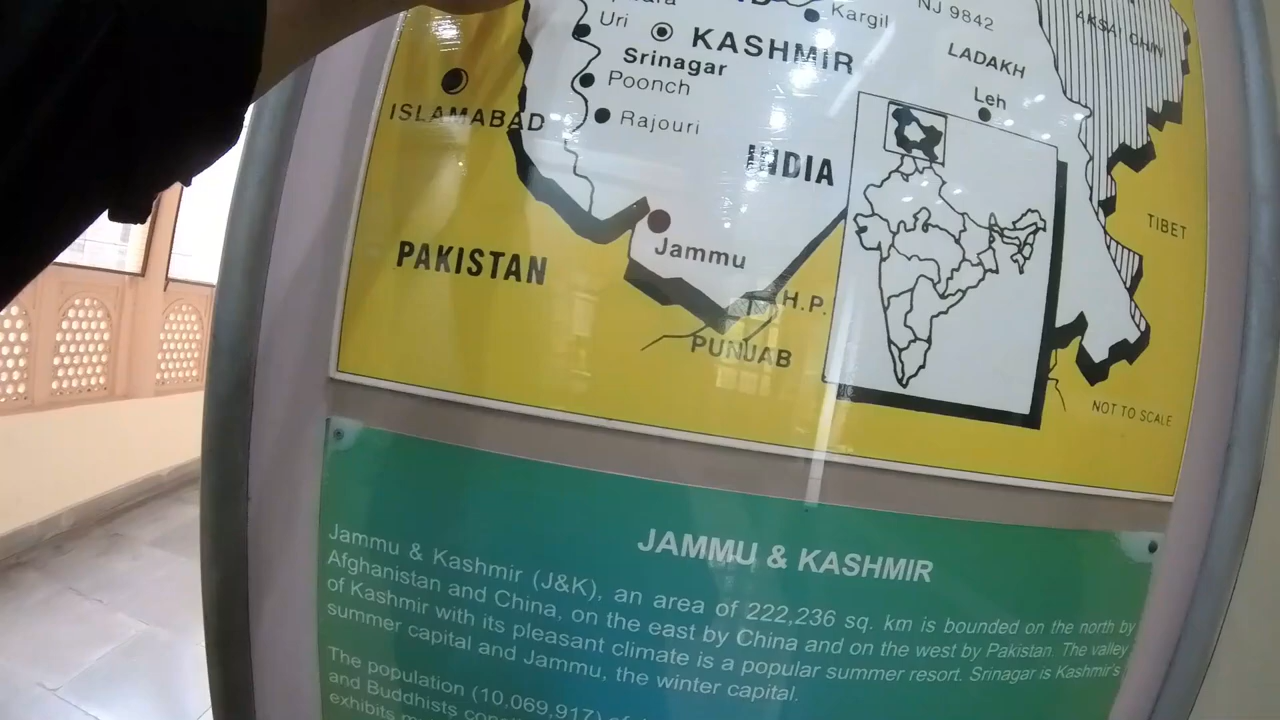 Kargil
NJ 9842
AKSAI CHIN
Uri
KASHMIR
Srinagar
LADAKH
Poonch
Leh
ISLAMABAD
Rajouri
INDIA
TIBET
Jammu
PAKISTAN
H.P.
PUNJAB
NOT TO SCALE
JAMMU & KASHMIR
Jammu & Kashmir (J&K), an area of 222,236 sq. km is bounded on the north by
Afghanistan and China, on the east by China and on the west by Pakistan. The valley
of Kashmir with its pleasant climate is a popular summer resort. Srinagar is Kashmir's
summer capital and Jammu, the winter capital.
The population (10,069,917)
and Buddhists
exhibits